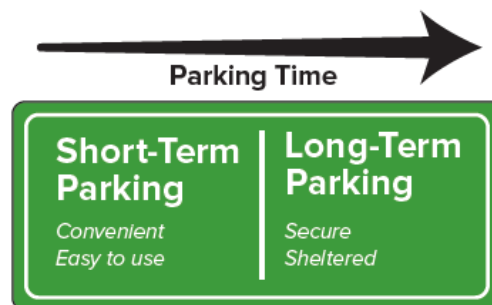 Parking Time
Short-Term
Parking
Convenient
Easy to use
Long-Term
Parking
Secure
Sheltered